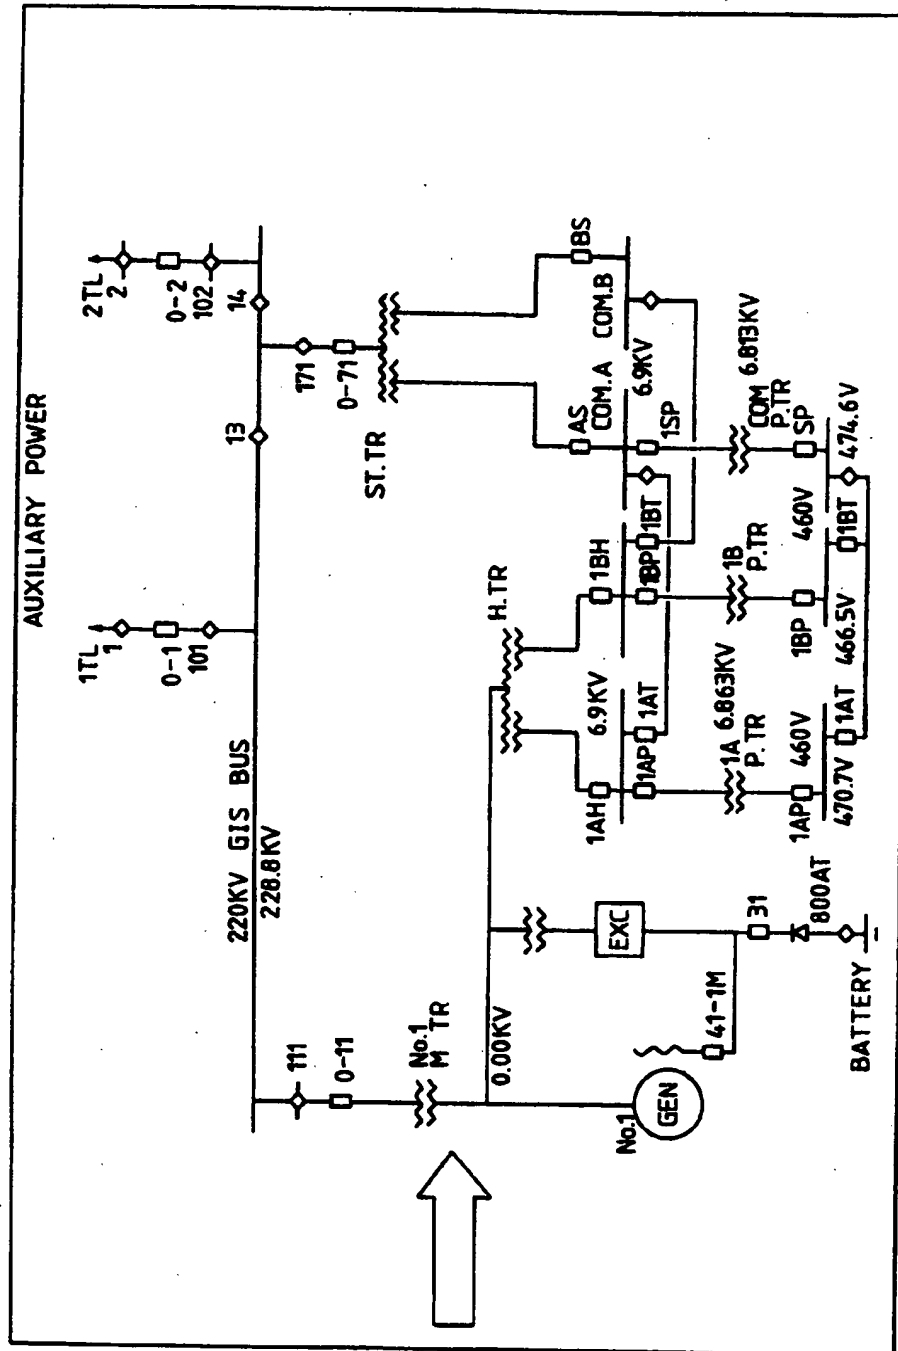 AUXILIARY POWER
1TL
1
0-1
101
2TL
2
0-2
102
220KV GIS BUS
228.8KV
13
14
111
0-11
171
0-71
No.1
M TR
ST.TR
0.00KV
H.TR
1AH
6.9KV
1BH
AS
COM.A
BS
COM.B
6.9KV
1AP
1AT
1BP
1BT
1SP
EXC
1A
P.TR
6.863KV
1B
P.TR
COM
P.TR
6.813KV
No.1
GEN
41-1M
31
800AT
BATTERY
1AP
460V
470.7V
1AT
1BP
460V
466.5V
1BT
SP
474.6V